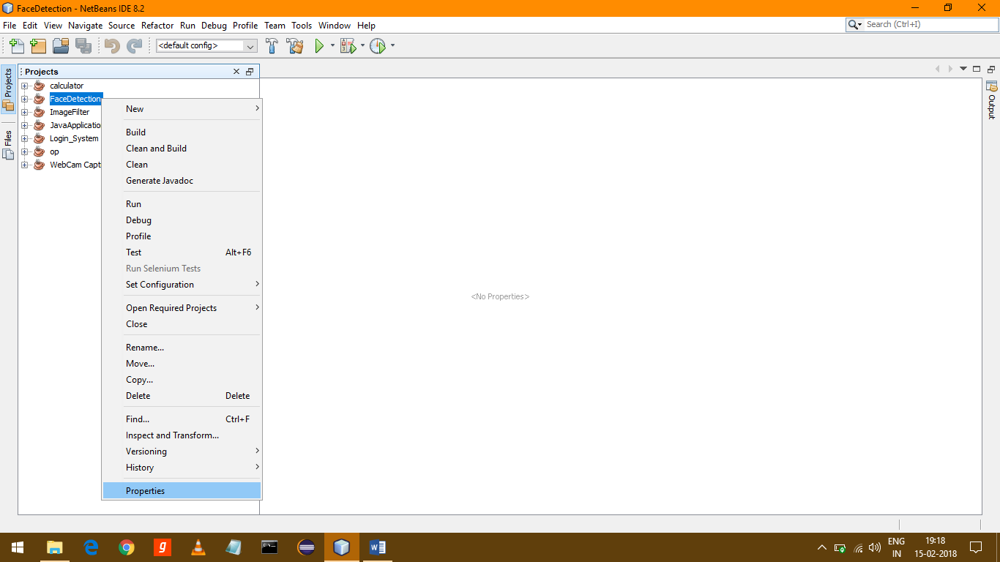 FaceDetection - NetBeans IDE 8.2
File Edit View Navigate Source Refactor Run Debug Profile Team Tools Window Help
Search (Ctrl+I)
<default config>
Projects
Files
Projects
calculator
FaceDetection
ImageFilter
JavaApplicatio
Login_System
op
WebCam Capt
New
Build
Clean and Build
Clean
Generate Javadoc
Run
Debug
Profile
Test Alt+F6
Run Selenium Tests
Set Configuration
Open Required Projects
Close
Rename...
Move...
Copy...
Delete Delete
Find... Ctrl+F
Inspect and Transform...
Versioning
History
Properties
<No Properties>
Output
ENG
IN
19:18
15-02-2018